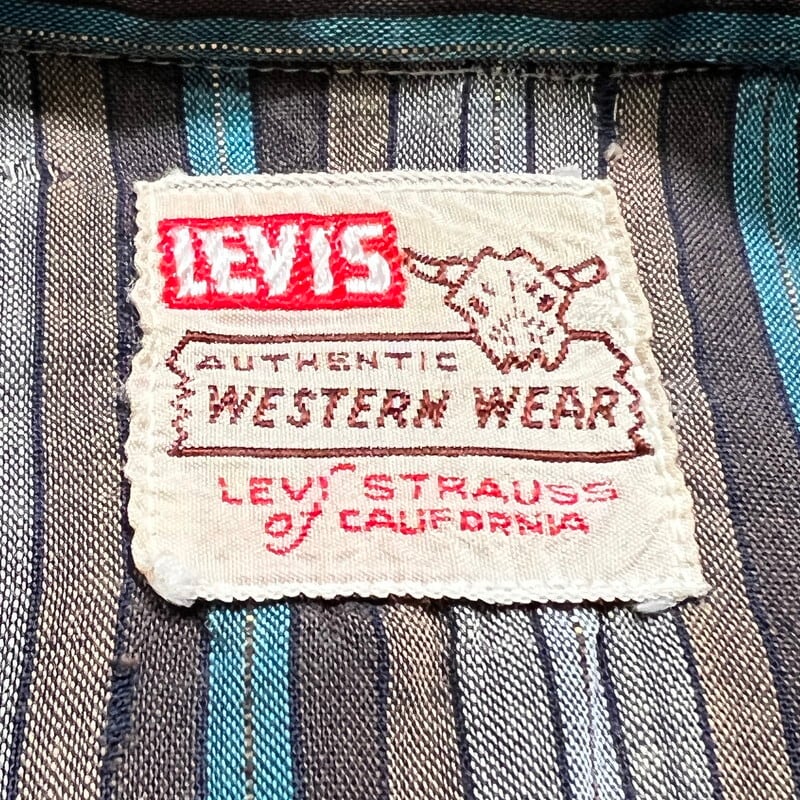 LEVIS
AUTHENTIC
WESTERN WEAR
LEVI STRAUSS
of CALIFORNIA